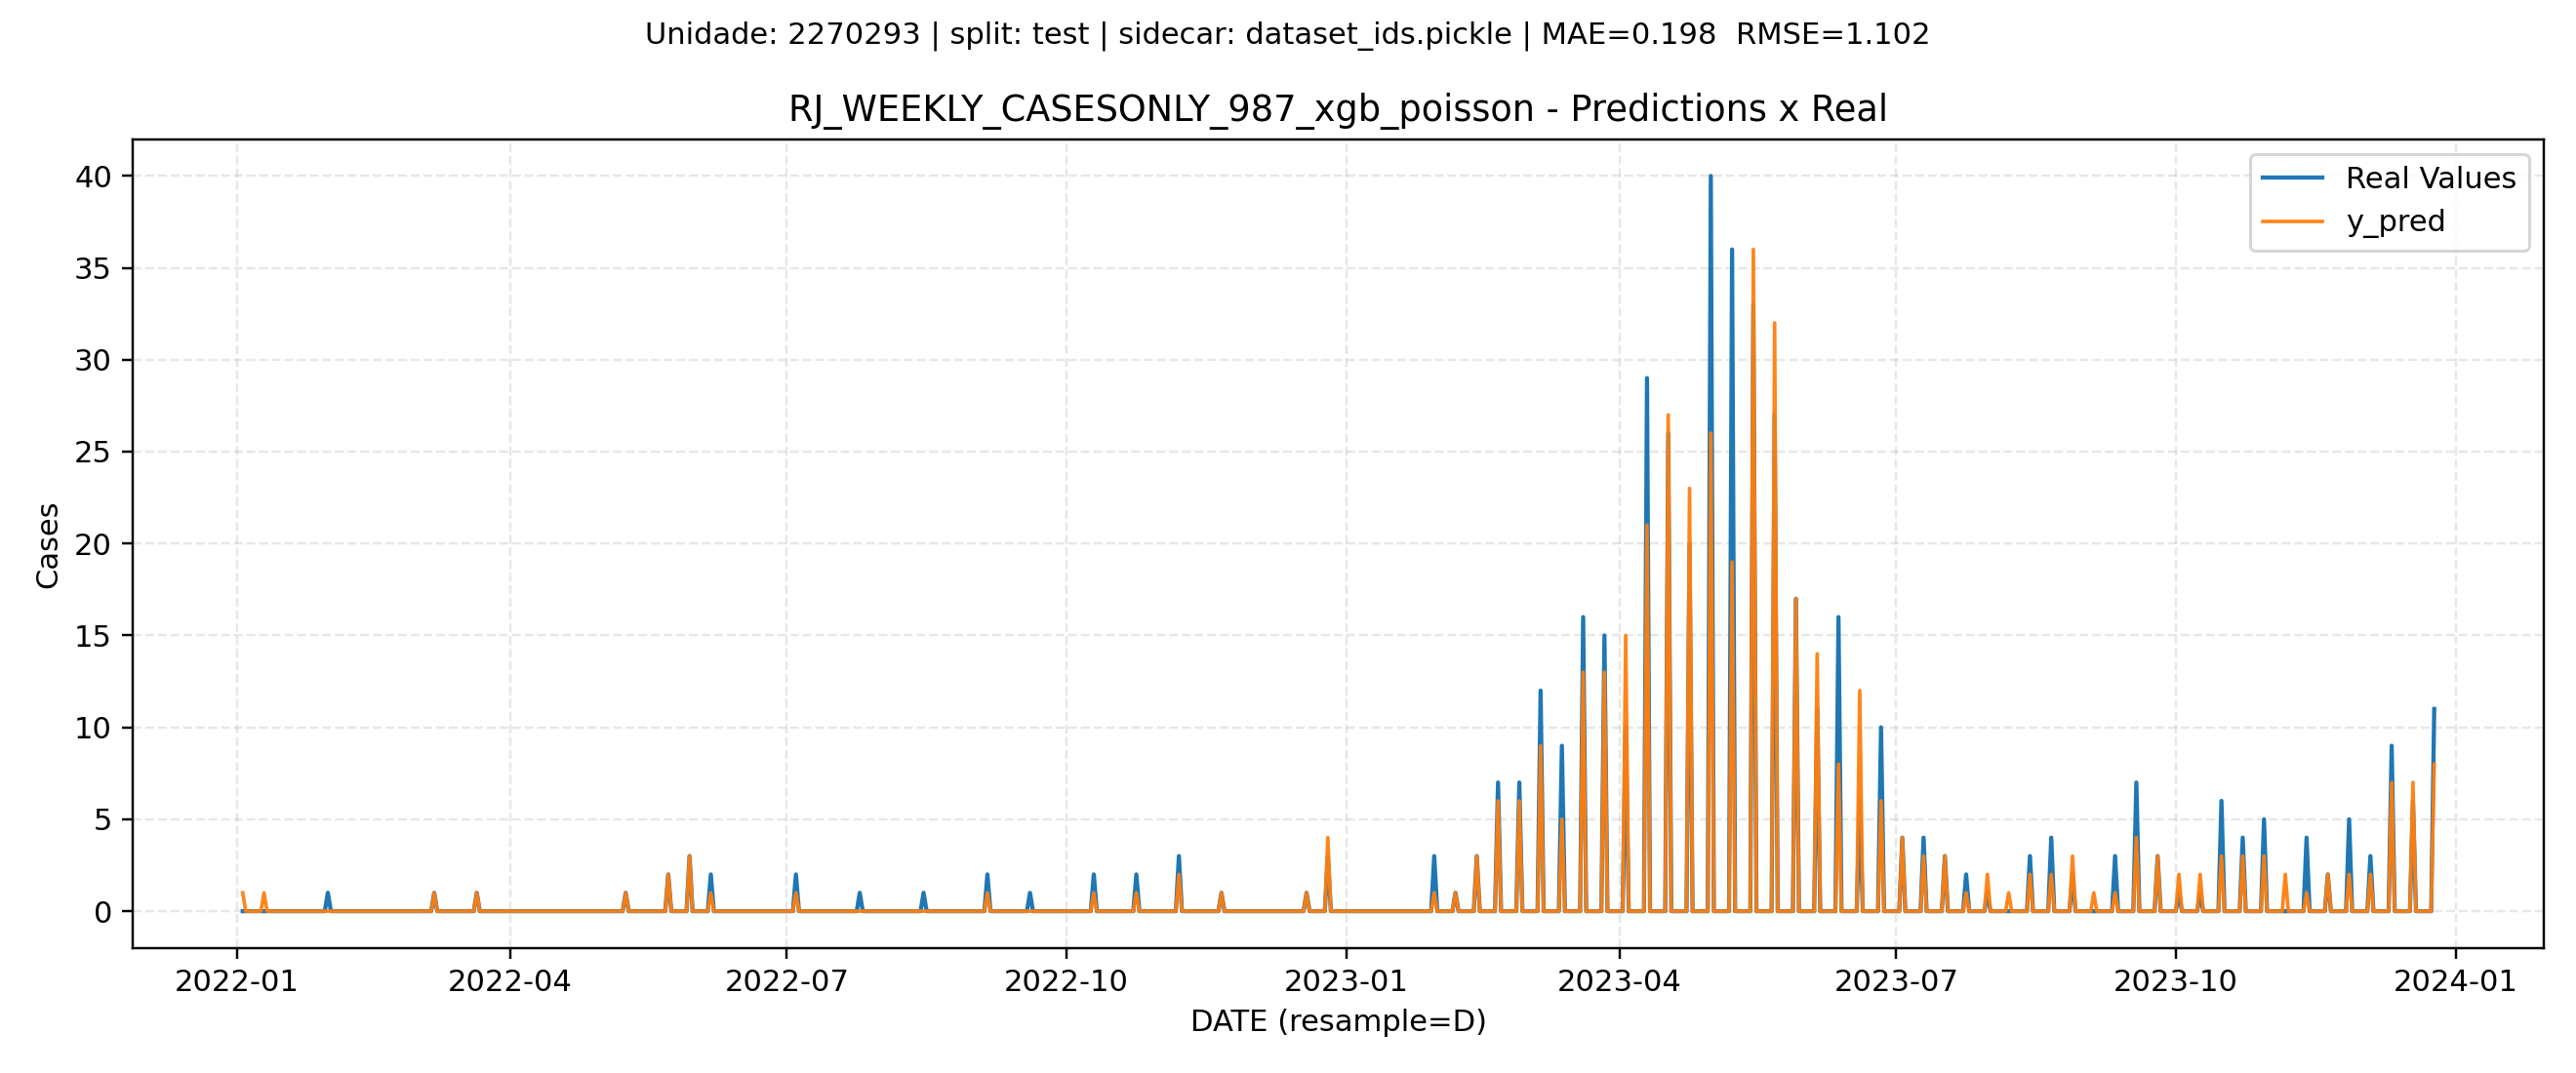 Unidade: 2270293 | split: test | sidecar: dataset_ids.pickle | MAE=0.198  RMSE=1.102
RJ_WEEKLY_CASESONLY_987_xgb_poisson - Predictions x Real
Real Values
y_pred
40
35
30
25
20
15
10
5
0
Cases
2022-01 2022-04 2022-07 2022-10 2023-01 2023-04 2023-07 2023-10 2024-01
DATE (resample=D)